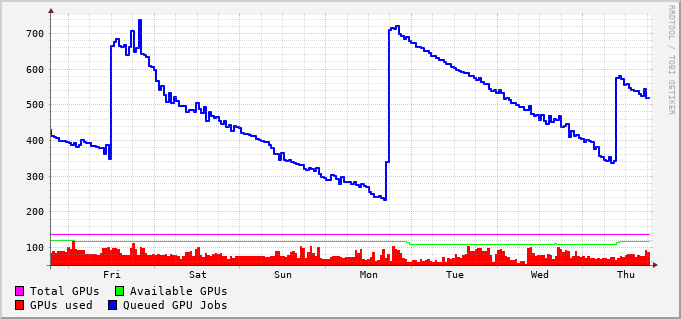 700
600
500
400
300
200
100
Fri Sat Sun Mon Tue Wed Thu
Total GPUs Available GPUs
GPUs used Queued GPU Jobs
RRDTOOL / TOBI OETIKER